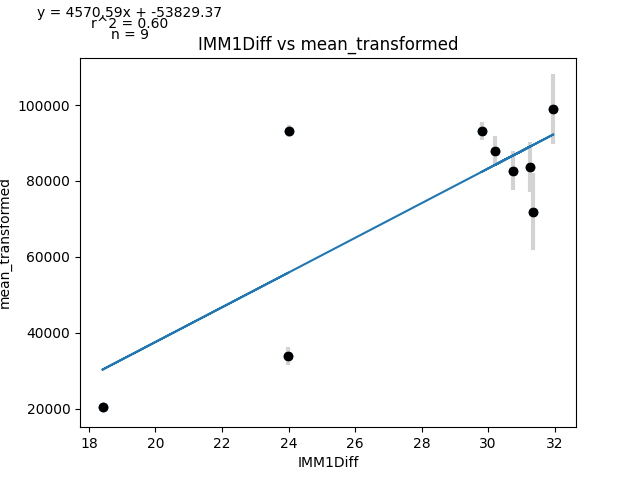 y = 4570.59x + -53829.37
r^2 = 0.60
n = 9
IMM1Diff vs mean_transformed
mean_transformed
100000
80000
60000
40000
20000
18 20 22 24 26 28 30 32
IMM1Diff